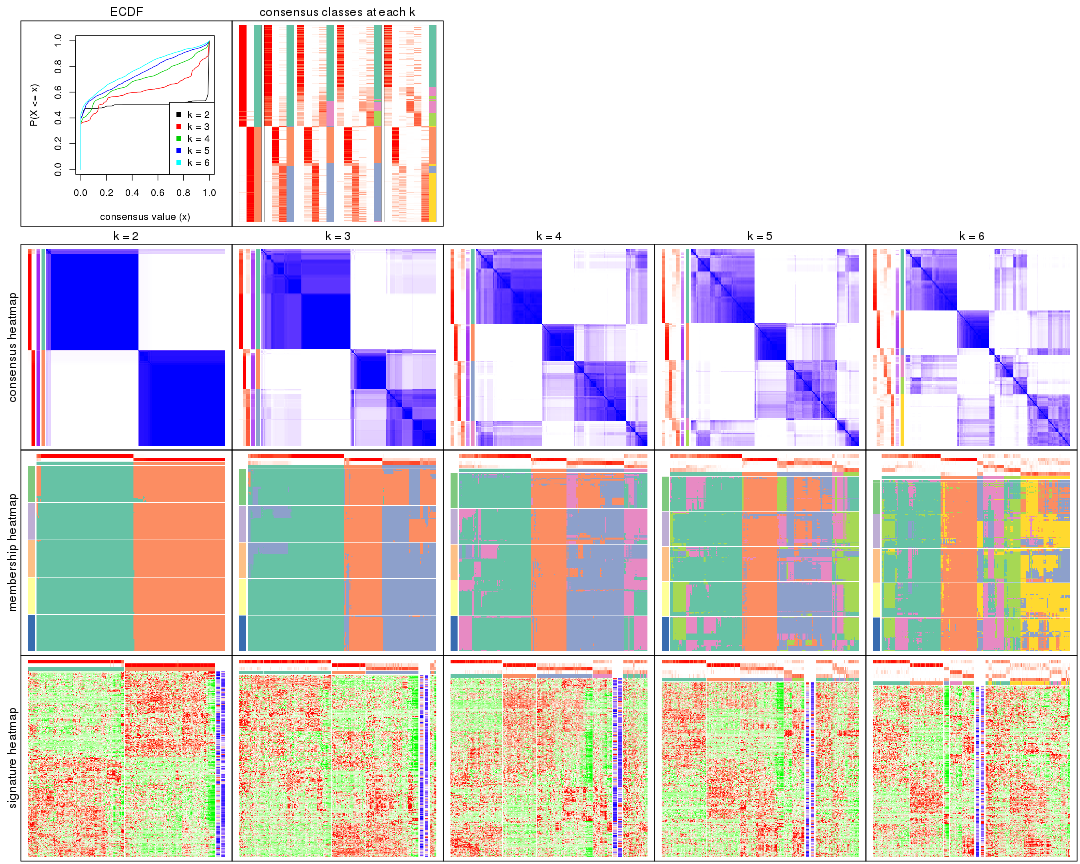 ECDF
consensus classes at each k
P(X <= x)
1.0
0.8
0.6
0.4
0.2
0.0
k = 2
k = 3
k = 4
k = 5
k = 6
0.0 0.2 0.4 0.6 0.8 1.0
consensus value (x)
k = 2 k = 3 k = 4 k = 5 k = 6
consensus heatmap
membership heatmap
signature heatmap